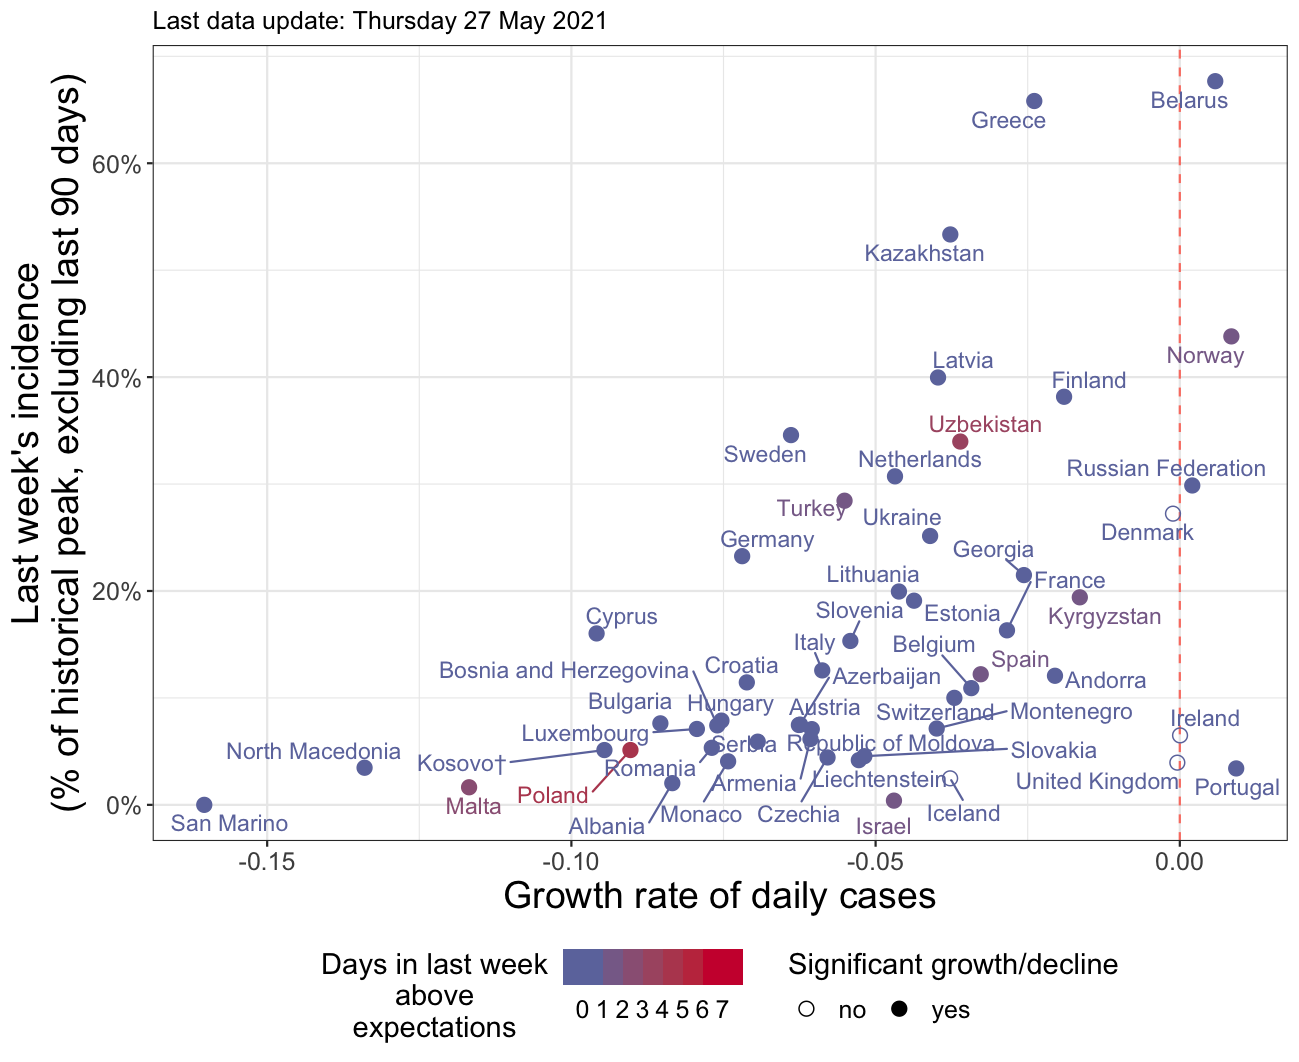 Last data update: Thursday 27 May 2021
Last week's incidence
(% of historical peak, excluding last 90 days)
60%
40%
20%
0%
Belarus
Greece
Kazakhstan
Norway
Latvia
Finland
Uzbekistan
Sweden
Netherlands
Russian Federation
Turkey
Ukraine
Denmark
Germany
Georgia
Lithuania
France
Slovenia
Estonia
Kyrgyzstan
Cyprus
Italy
Belgium
Spain
Bosnia and Herzegovina
Croatia
Azerbaijan
Andorra
Bulgaria
Hungary
Austria
Switzerland
Montenegro
Ireland
Luxembourg
Serbia
Republic of Moldova
North Macedonia
Kosovo†
Romania
Slovakia
Armenia
Liechtenstein
United Kingdom
Portugal
Poland
Malta
Monaco
Czechia
Iceland
San Marino
Albania
Israel
-0.15
-0.10
-0.05
0.00
Growth rate of daily cases
Days in last week
above
expectations
0 1 2 3 4 5 6 7
Significant growth/decline
no
yes